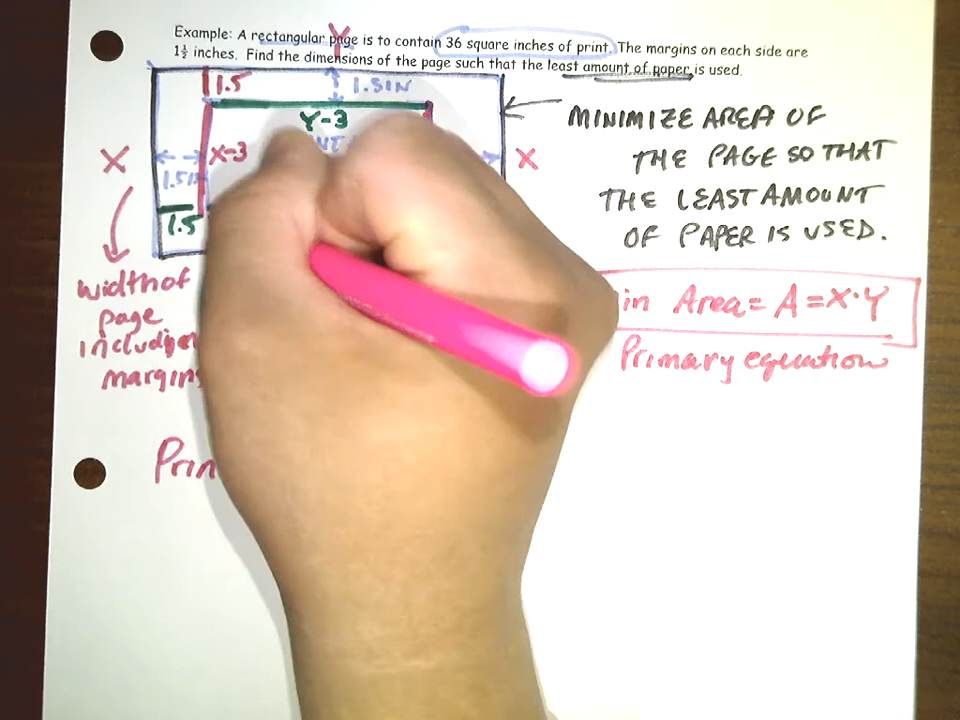 Example: A rectangular page is to contain 36 square inches of print. The margins on each side are
1½ inches. Find the dimensions of the page such that the least amount of paper is used.
Y
1.5
1.5IN
Y-3
X
X-3
X
1.5
MINIMIZE AREA OF
THE PAGE SO THAT
THE LEAST AMOUNT
OF PAPER IS USED.
width of
page
including
margins
in Area = A = X·Y
Primary equation
Prin